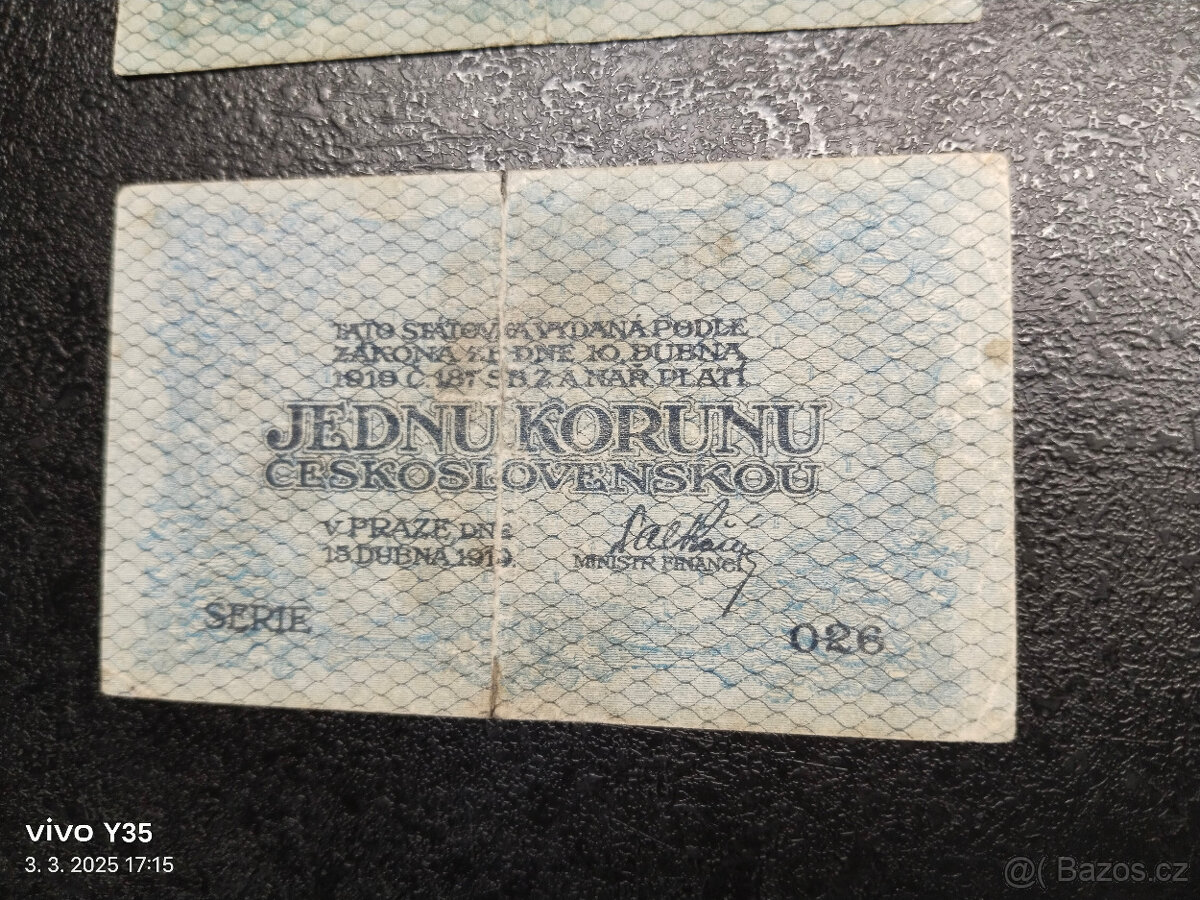 TATO STÁTOVKA VYDANÁ PODLE
ZÁKONA ZE DNE 10. DUBNA
1919 Č. 187 SB. Z. A NAŘ. PLATÍ
JEDNU KORUNU
ČESKOSLOVENSKOU
V PRAZE, DNE
15 DUBNA 1919.
MINISTR FINANCÍ
SERIE
026
vivo Y35
3. 3. 2025 17:15
@( Bazos.cz